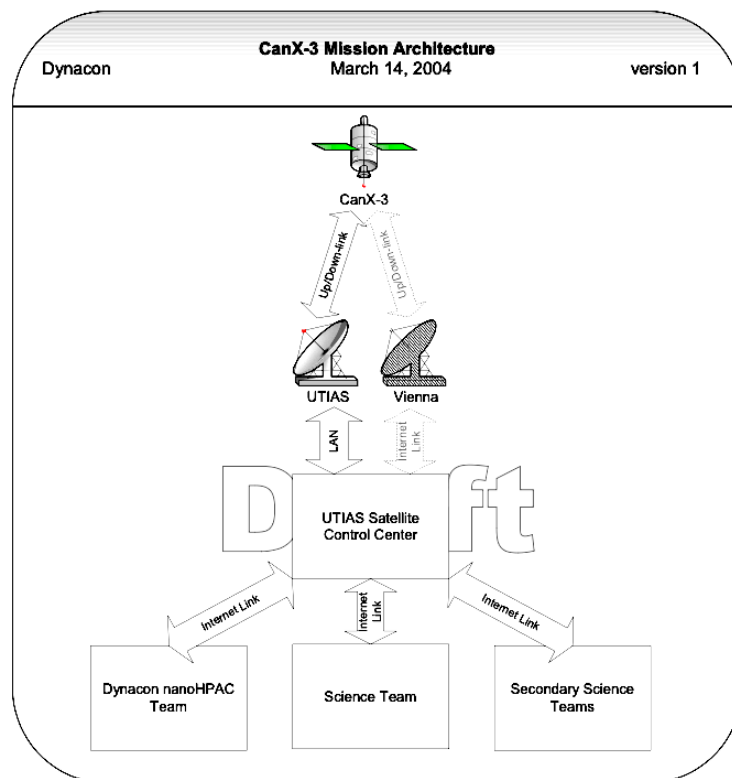 CanX-3 Mission Architecture
Dynacon March 14, 2004 version 1
CanX-3
Up/Down-link
Up/Down-link
UTIAS
Vienna
LAN
Internet
Link
D ft
UTIAS Satellite
Control Center
Internet Link
Internet
Link
Internet Link
Dynacon nanoHPAC
Team
Science Team
Secondary Science
Teams